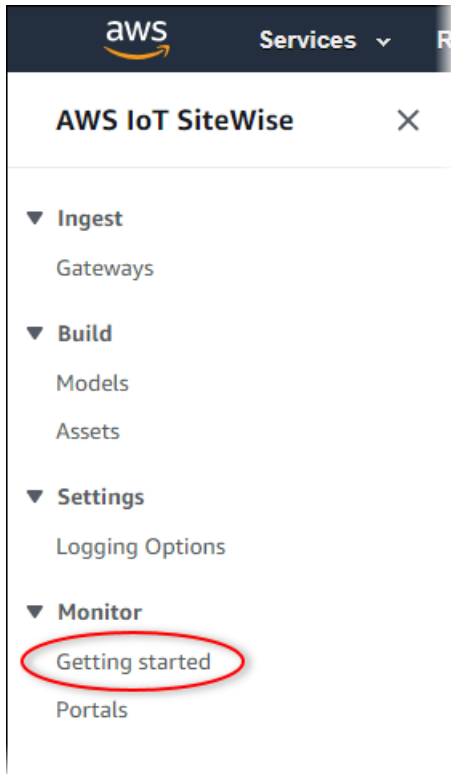 aws Services R
AWS IoT SiteWise
Ingest
Gateways
Build
Models
Assets
Settings
Logging Options
Monitor
Getting started
Portals